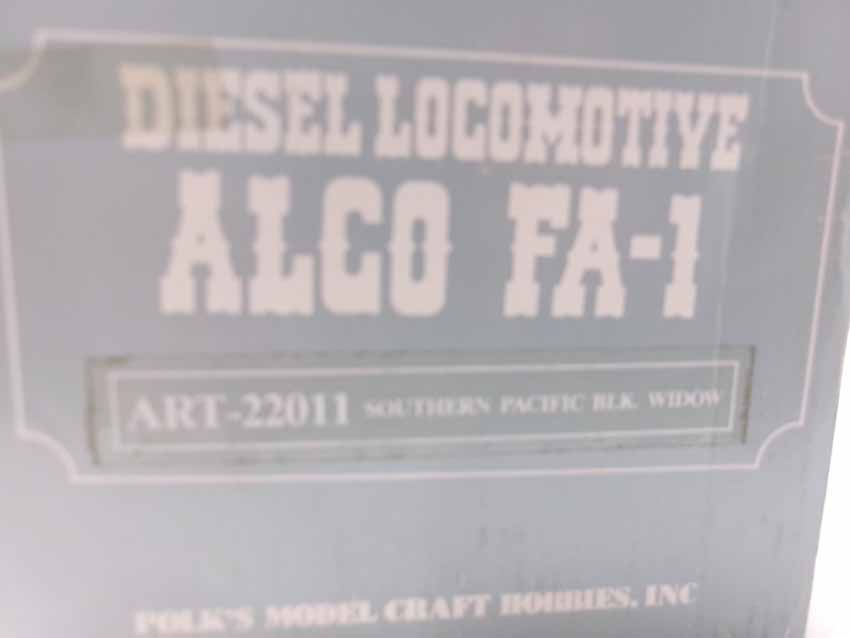 DIESEL LOCOMOTIVE
ALCO FA-1
ART-22011 SOUTHERN PACIFIC BLK. WIDOW
POLK'S MODEL CRAFT HOBBIES, INC